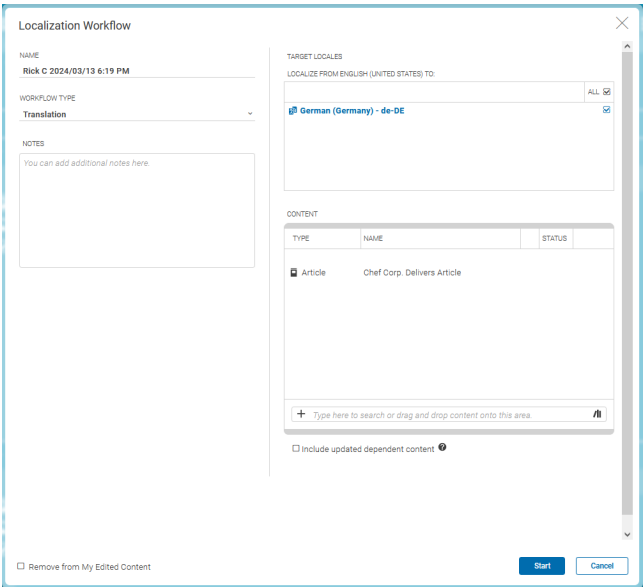 Localization Workflow
NAME
Rick C 2024/03/13 6:19 PM
WORKFLOW TYPE
Translation
NOTES
You can add additional notes here.
TARGET LOCALES
LOCALIZE FROM ENGLISH (UNITED STATES) TO:
ALL
German (Germany) - de-DE
CONTENT
TYPE NAME STATUS
Article Chef Corp. Delivers Article
Type here to search or drag and drop content onto this area.
Include updated dependent content ?
Remove from My Edited Content
Start Cancel